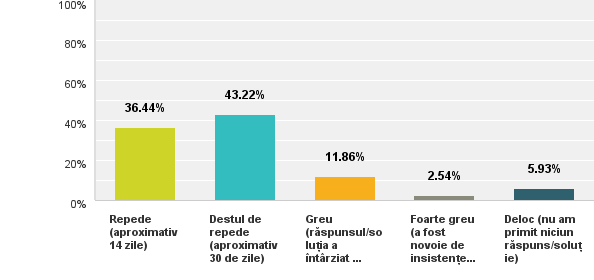 100%
80%
60%
40%
20%
0%
36.44%
43.22%
11.86%
2.54%
5.93%
Repede
(aproximativ
14 zile)
Destul de
repede
(aproximativ
30 de zile)
Greu
(răspunsul/so
luția a
întârziat ...
Foarte greu
(a fost
novoie de
insistențe...
Deloc (nu am
primit niciun
răspuns/soluț
ie)